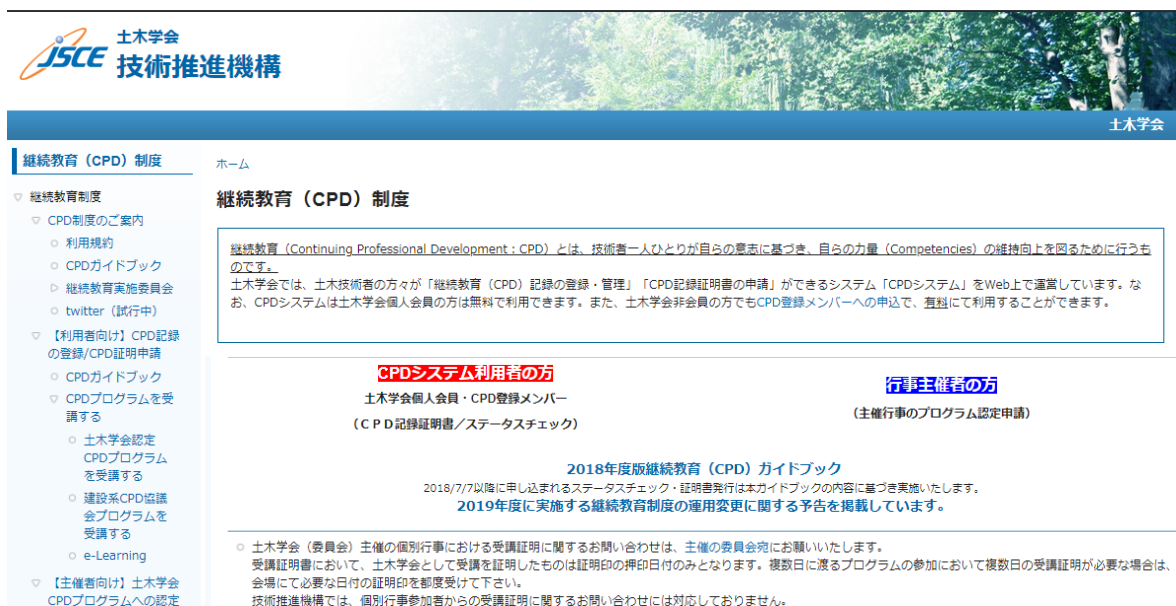 JSCE 土木学会
技術推進機構
土木学会
継続教育（CPD）制度
継続教育制度
CPD制度のご案内
利用規約
CPDガイドブック
継続教育実施委員会
twitter（試行中）
【利用者向け】CPD記録
の登録/CPD証明申請
CPDガイドブック
CPDプログラムを受
講する
土木学会認定
CPDプログラム
を受講する
建設系CPD協議
会プログラムを
受講する
e-Learning
【主催者向け】土木学会
CPDプログラムへの認定
ホーム
継続教育（CPD）制度
継続教育（Continuing Professional Development：CPD）とは、技術者一人ひとりが自らの意志に基づき、自らの力量（Competencies）の維持向上を図るために行うも
のです。
土木学会では、土木技術者の方々が「継続教育（CPD）記録の登録・管理」「CPD記録証明書の申請」ができるシステム「CPDシステム」をWeb上で運営しています。な
お、CPDシステムは土木学会個人会員の方は無料で利用できます。また、土木学会非会員の方でもCPD登録メンバーへの申込で、有料にて利用することができます。
CPDシステム利用者の方
土木学会個人会員・CPD登録メンバー
（ＣＰＤ記録証明書／ステータスチェック）
行事主催者の方
（主催行事のプログラム認定申請）
2018年度版継続教育（CPD）ガイドブック
2018/7/7以降に申し込まれるステータスチェック・証明書発行は本ガイドブックの内容に基づき実施いたします。
2019年度に実施する継続教育制度の運用変更に関する予告を掲載しています。
土木学会（委員会）主催の個別行事における受講証明に関するお問い合わせは、主催の委員会宛にお願いいたします。
受講証明書において、土木学会として受講を証明したものは証明印の押印日付のみとなります。複数日に渡るプログラムの参加において複数日の受講証明が必要な場合は、
会場にて必要な日付の証明印を都度受けて下さい。
技術推進機構では、個別行事参加者からの受講証明に関するお問い合わせには対応しておりません。